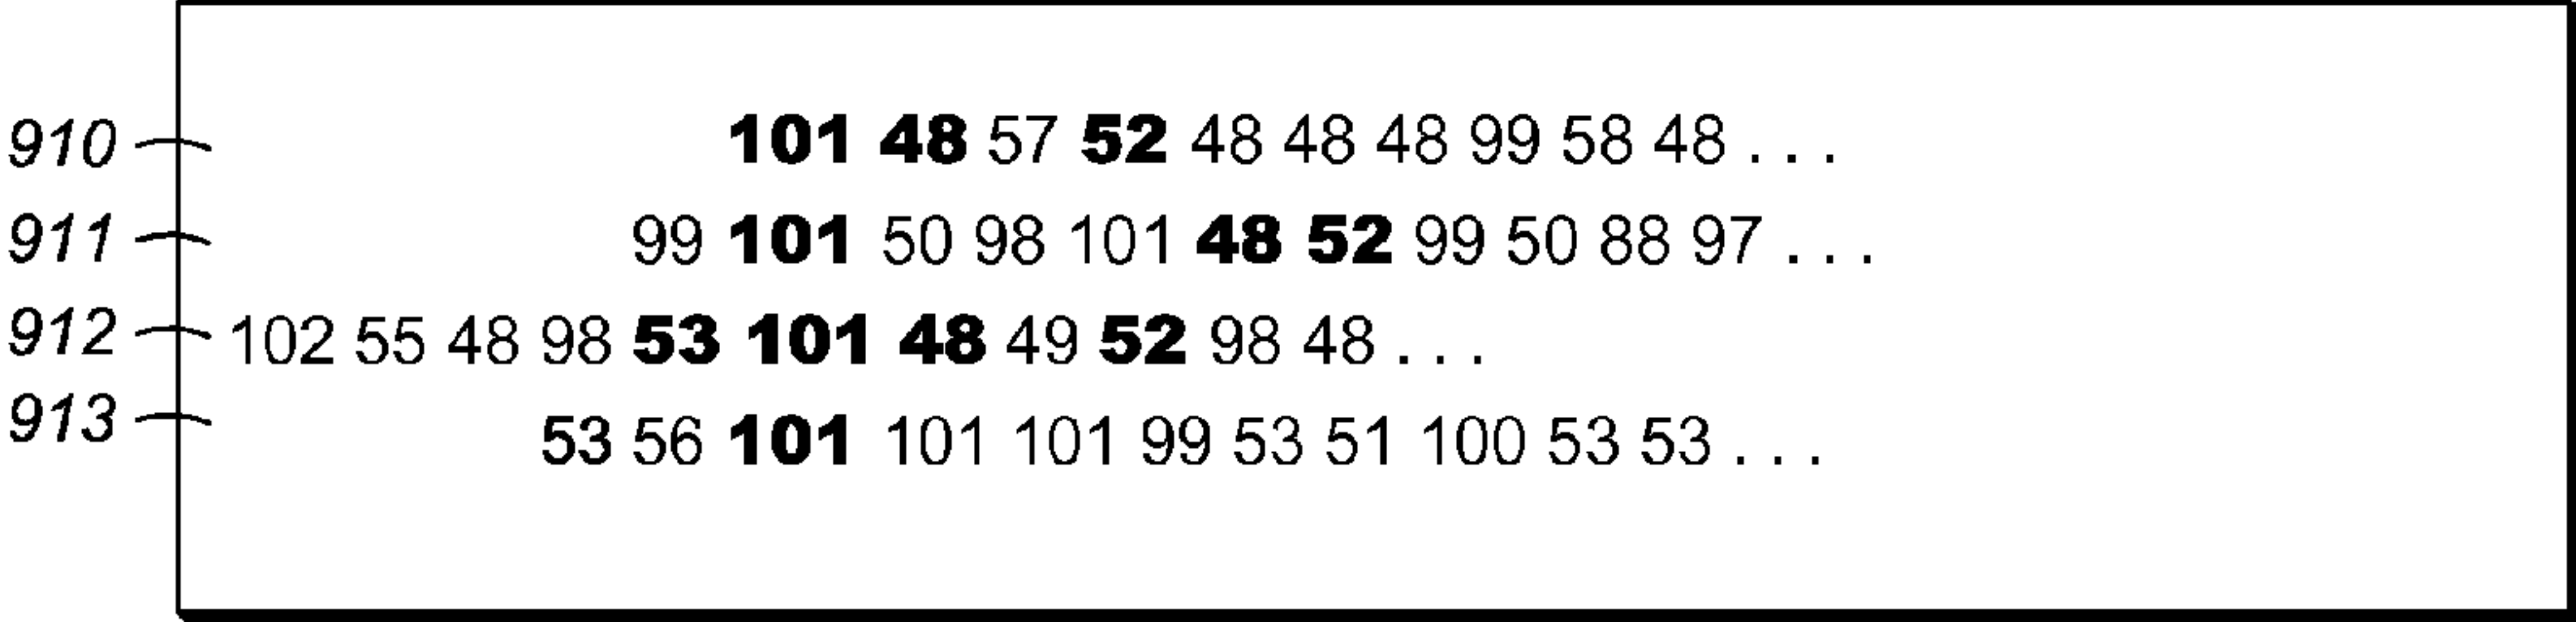 910 101 48 57 52 48 48 48 99 58 48 . . .
911 99 101 50 98 101 48 52 99 50 88 97 . . .
912 102 55 48 98 53 101 48 49 52 98 48 . . .
913 53 56 101 101 101 99 53 51 100 53 53 . . .